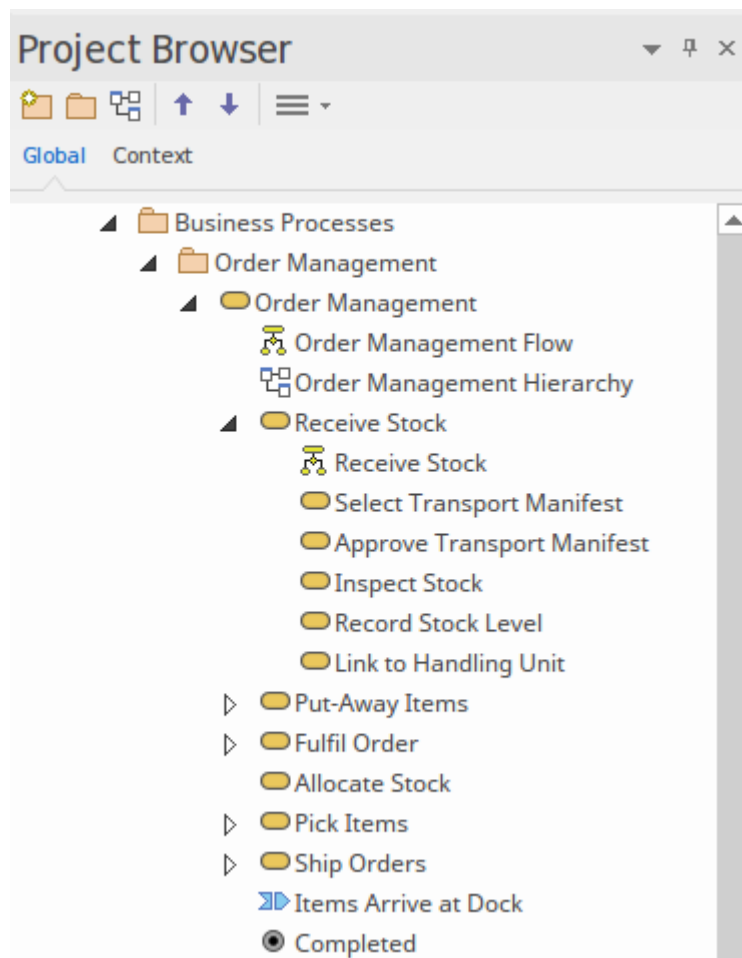 Project Browser
Global Context
Business Processes
Order Management
Order Management
Order Management Flow
Order Management Hierarchy
Receive Stock
Receive Stock
Select Transport Manifest
Approve Transport Manifest
Inspect Stock
Record Stock Level
Link to Handling Unit
Put-Away Items
Fulfil Order
Allocate Stock
Pick Items
Ship Orders
Items Arrive at Dock
Completed